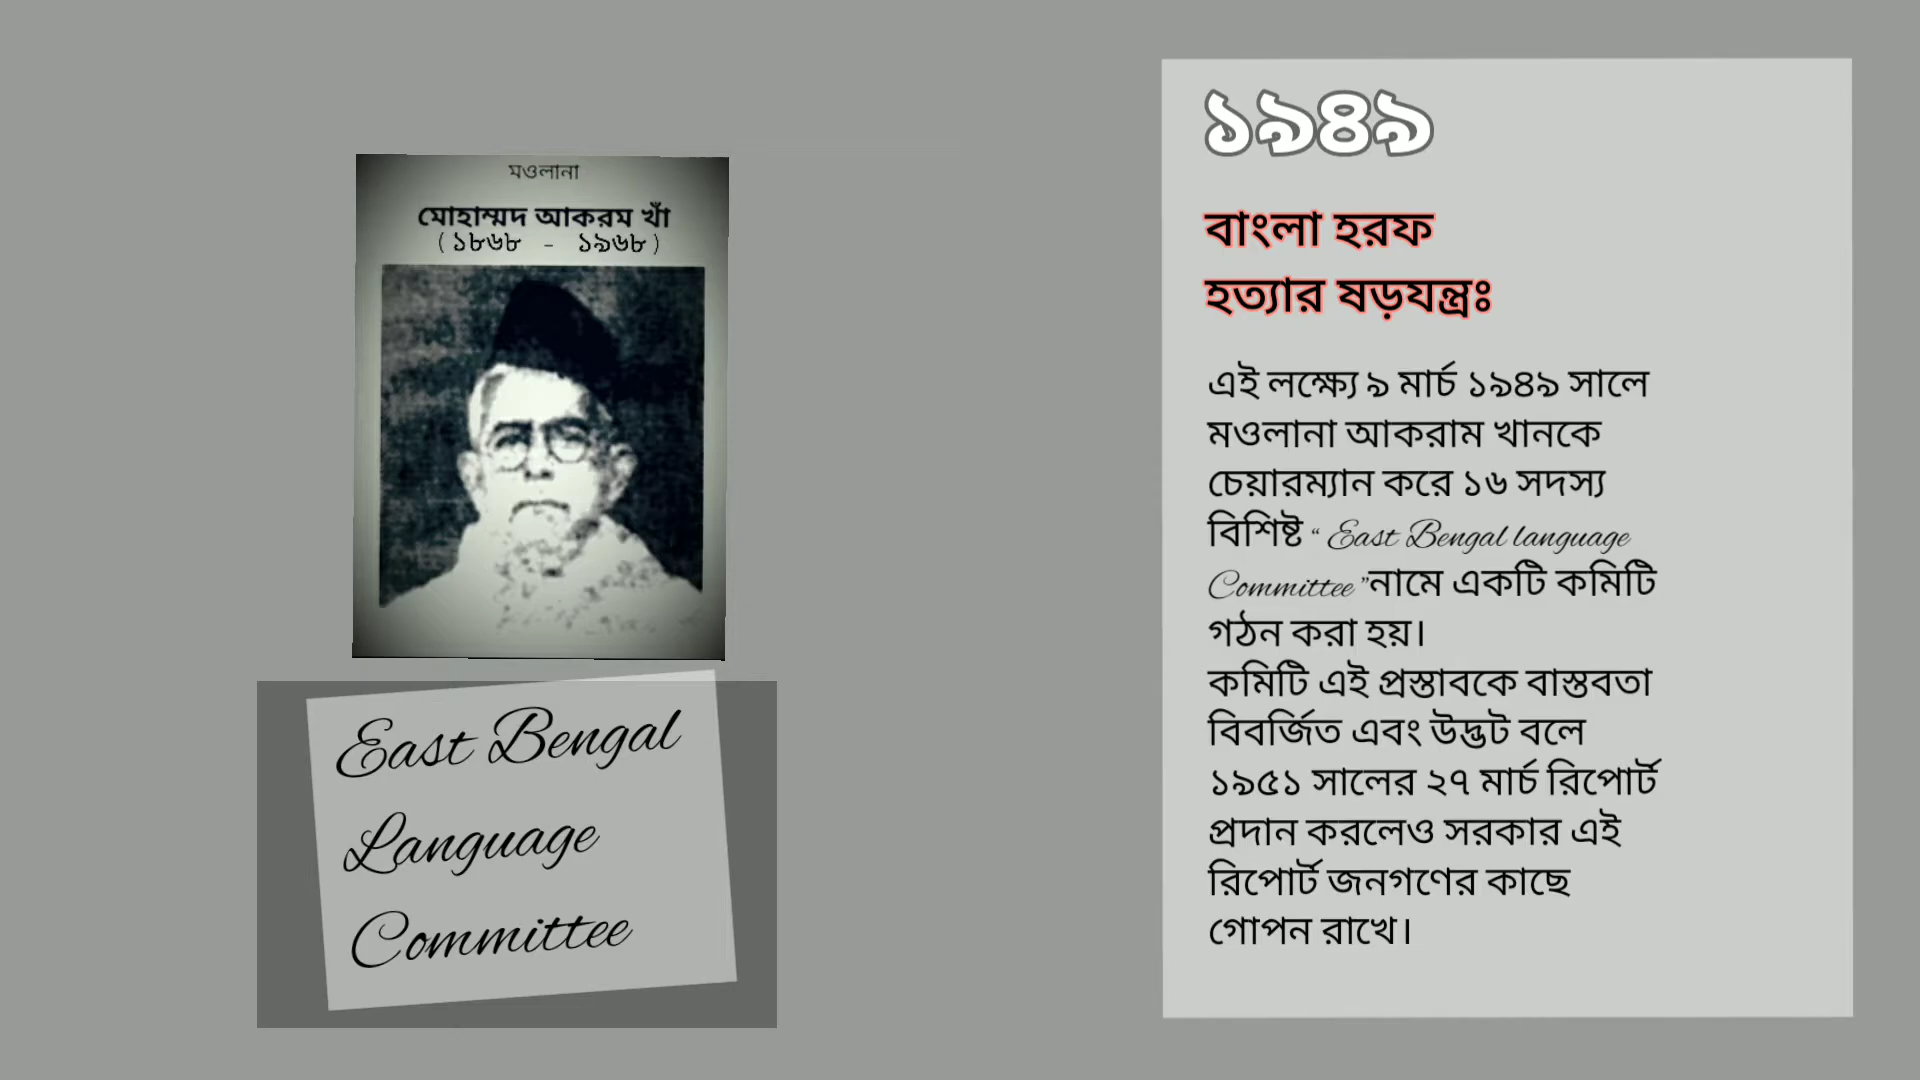 মওলানা
মোহাম্মদ আকরম খাঁ
( ১৮৬৮ - ১৯৬৮ )
East Bengal
Language
Committee
১৯৪৯
বাংলা হরফ
হত্যার ষড়যন্ত্রঃ
এই লক্ষ্যে ৯ মার্চ ১৯৪৯ সালে
মওলানা আকরাম খানকে
চেয়ারম্যান করে ১৬ সদস্য
বিশিষ্ট “ East Bengal language
Committee ”নামে একটি কমিটি
গঠন করা হয়।
কমিটি এই প্রস্তাবকে বাস্তবতা
বিবর্জিত এবং উদ্ভট বলে
১৯৫১ সালের ২৭ মার্চ রিপোর্ট
প্রদান করলেও সরকার এই
রিপোর্ট জনগণের কাছে
গোপন রাখে।